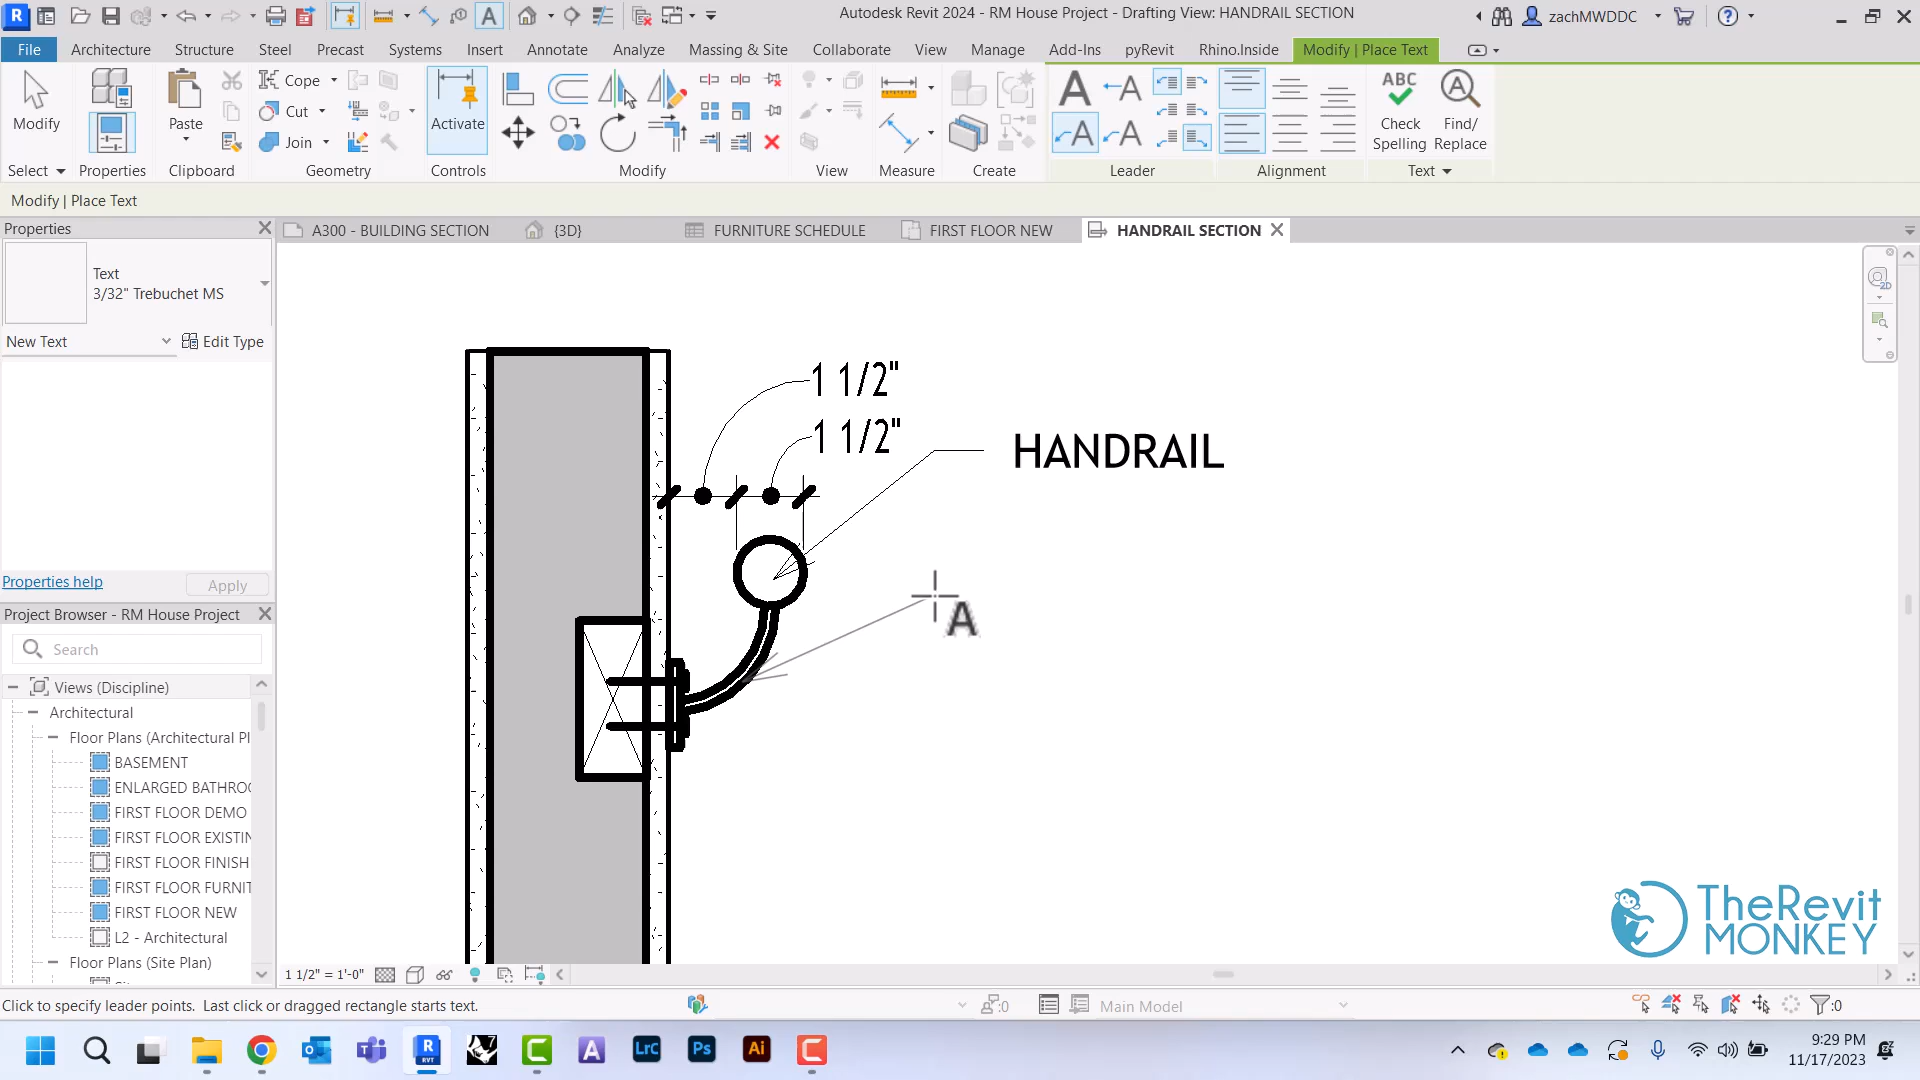 Autodesk Revit 2024 - RM House Project - Drafting View: HANDRAIL SECTION
zachMWDDC
File Architecture Structure Steel Precast Systems Insert Annotate Analyze Massing & Site Collaborate View Manage Add-Ins pyRevit Rhino.Inside Modify | Place Text
Modify
Paste
Cope
Cut
Join
Activate
ABC
Check Spelling
Find/ Replace
Select Properties Clipboard Geometry Controls Modify View Measure Create Leader Alignment Text
Modify | Place Text
Properties
A300 - BUILDING SECTION {3D} FURNITURE SCHEDULE FIRST FLOOR NEW HANDRAIL SECTION
Text
3/32" Trebuchet MS
New Text Edit Type
1 1/2"
1 1/2"
HANDRAIL
A
Properties help Apply
Project Browser - RM House Project
Search
Views (Discipline)
Architectural
Floor Plans (Architectural Pl
BASEMENT
ENLARGED BATHRO
FIRST FLOOR DEMO
FIRST FLOOR EXISTIN
FIRST FLOOR FINISH
FIRST FLOOR FURNIT
FIRST FLOOR NEW
L2 - Architectural
Floor Plans (Site Plan)
TheRevit
MONKEY
1 1/2" = 1'-0"
Click to specify leader points. Last click or dragged rectangle starts text.
:0
Main Model
:0
9:29 PM
11/17/2023